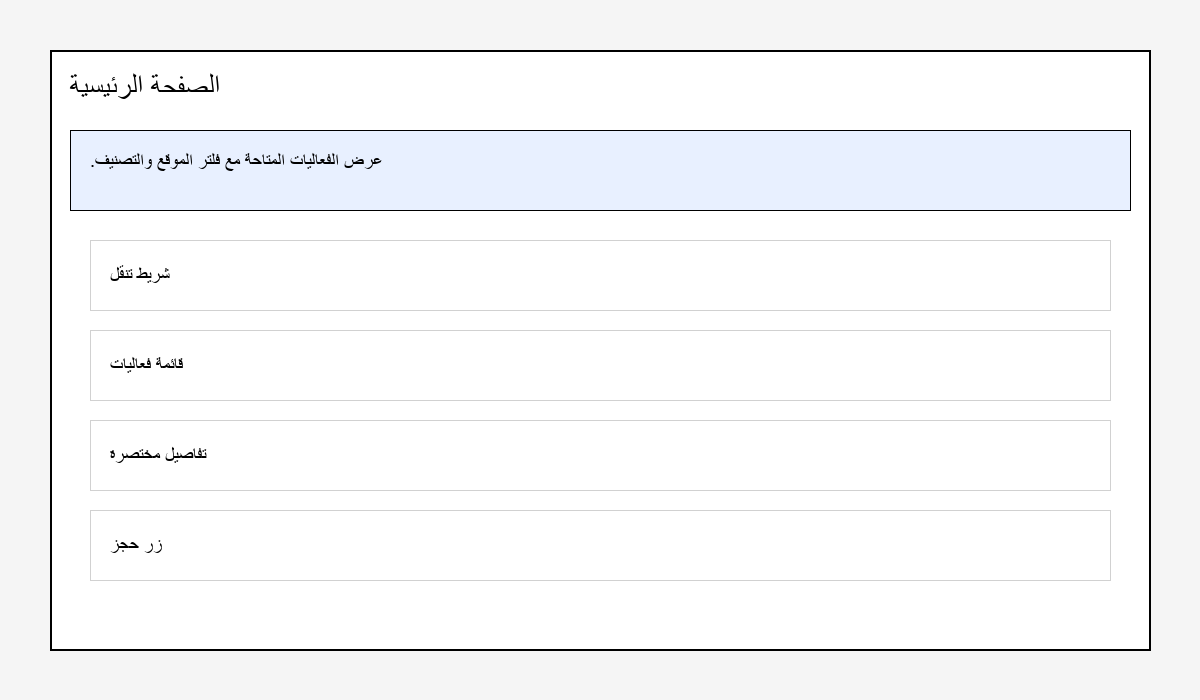 الصفحة الرئيسية
عرض الفعاليات المتاحة مع فلتر الموقع والتصنيف.
شريط تنقل
قائمة فعاليات
تفاصيل مختصرة
زر حجز